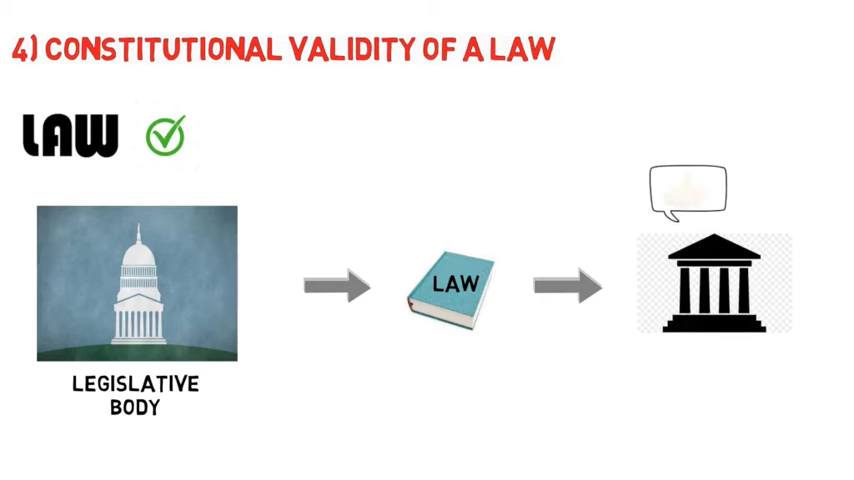 4) CONSTITUTIONAL VALIDITY OF A LAW
LAW
LAW
LEGISLATIVE
BODY